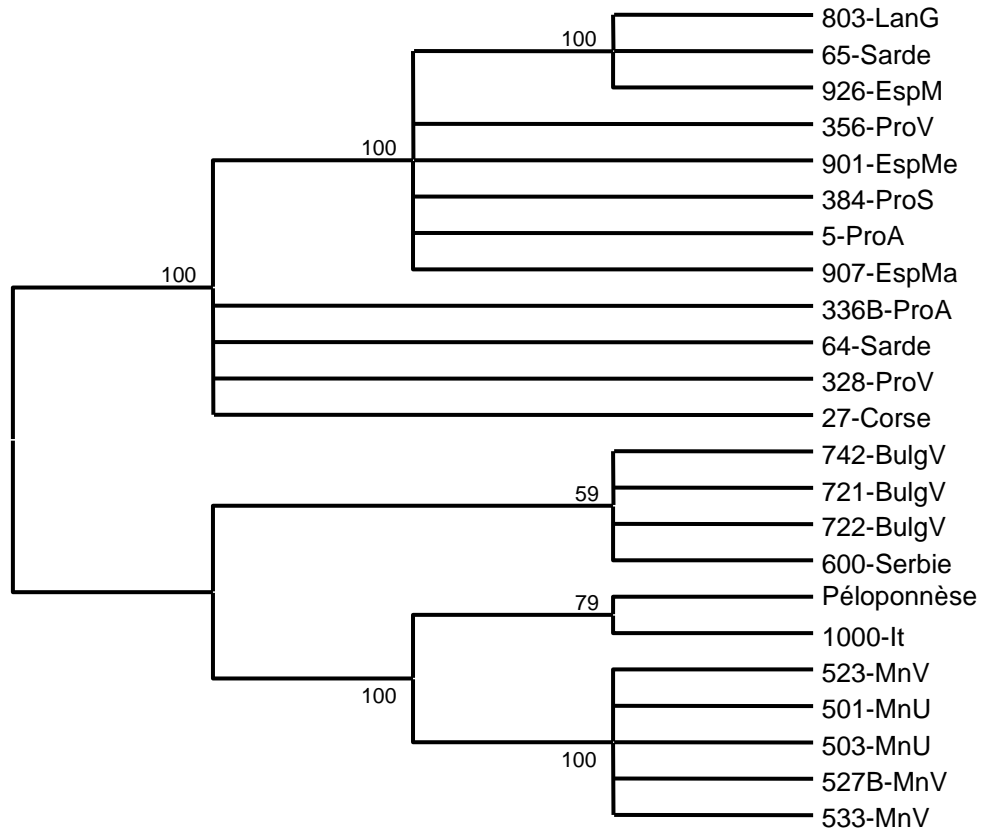 803-LanG
100
65-Sarde
926-EspM
356-ProV
100
901-EspMe
384-ProS
5-ProA
907-EspMa
100
336B-ProA
64-Sarde
328-ProV
27-Corse
742-BulgV
59
721-BulgV
722-BulgV
600-Serbie
Péloponnèse
79
1000-It
523-MnV
100
501-MnU
503-MnU
100
527B-MnV
533-MnV